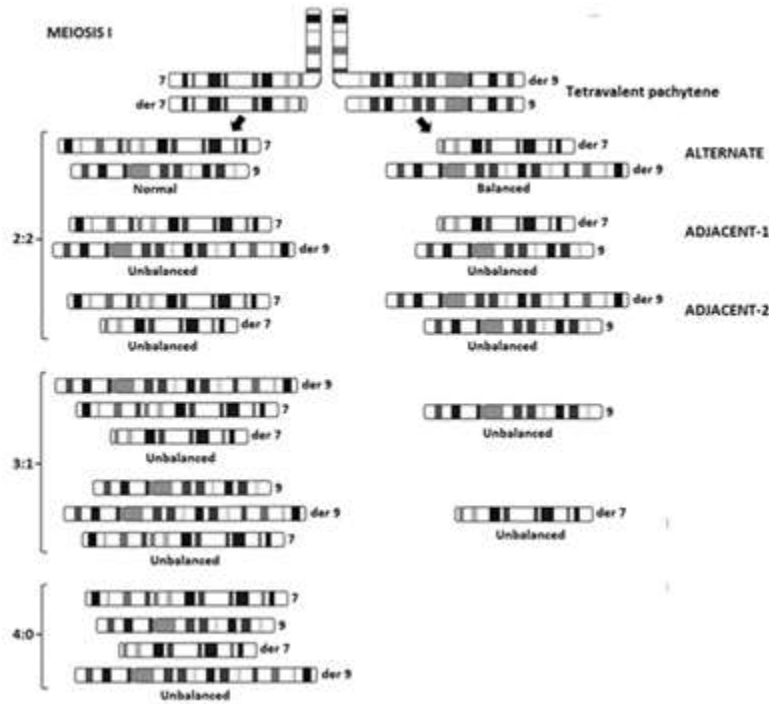 MEIOSIS I
7 der 9
der 7 9
Tetravalent pachytene
7 der 7
ALTERNATE
9 der 9
Normal Balanced
7 der 7
ADJACENT-1
2:2
der 9 9
Unbalanced Unbalanced
7 der 9
ADJACENT-2
der 7 9
Unbalanced Unbalanced
der 9
7 9
der 7 Unbalanced
Unbalanced
3:1
9
der 9 der 7
7 Unbalanced
Unbalanced
7
9
4:0
der 7
der 9
Unbalanced